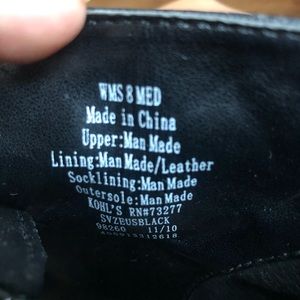 WMS 8 MED
Made in China
Upper:Man Made
Lining:Man Made/Leather
Socklining:Man Made
Outersole:Man Made
KOHL'S RN#73277
SVZEUSBLACK
98260 11/10